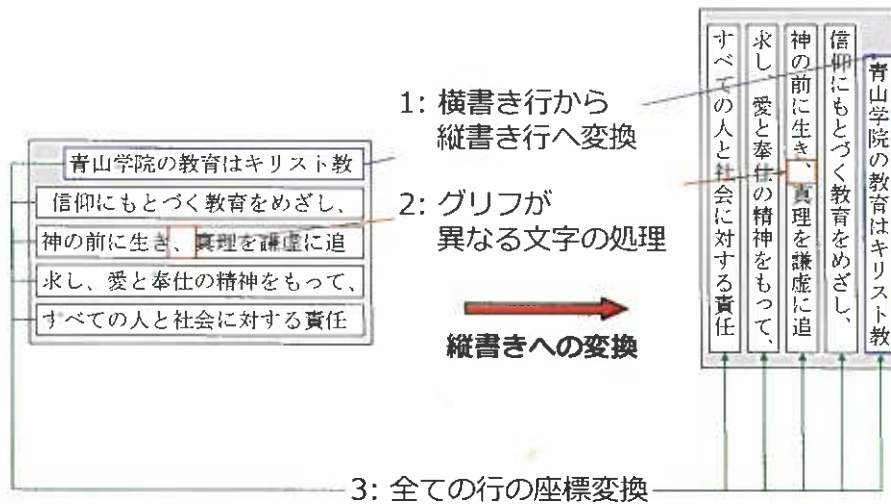 青山学院の教育はキリスト教
信仰にもとづく教育をめざし、
神の前に生き、真理を謙虚に追
求し、愛と奉仕の精神をもって、
すべての人と社会に対する責任
1: 横書き行から
縦書き行へ変換
2: グリフが
異なる文字の処理
縦書きへの変換
青山学院の教育はキリスト教
信仰にもとづく教育をめざし、
神の前に生き、真理を謙虚に追
求し、愛と奉仕の精神をもって、
すべての人と社会に対する責任
3: 全ての行の座標変換